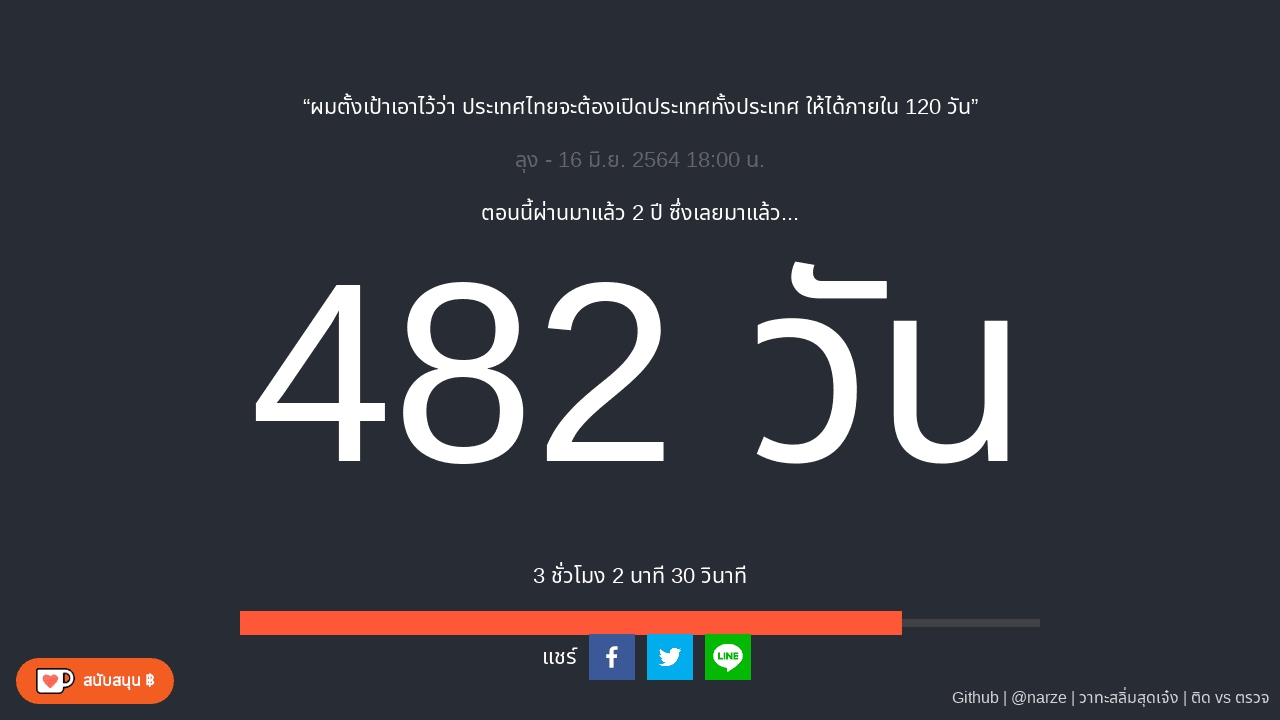 “ผมตั้งเป้าเอาไว้ว่า ประเทศไทยจะต้องเปิดประเทศทั้งประเทศ ให้ได้ภายใน 120 วัน”
ลุง - 16 มิ.ย. 2564 18:00 น.
ตอนนี้ผ่านมาแล้ว 2 ปี ซึ่งเลยมาแล้ว...
482 วัน
3 ชั่วโมง 2 นาที 30 วินาที
แชร์
LINE
สนับสนุน ฿
Github | @narze | วาทะสลิ่มสุดเจ๋ง | ติด vs ตรวจ